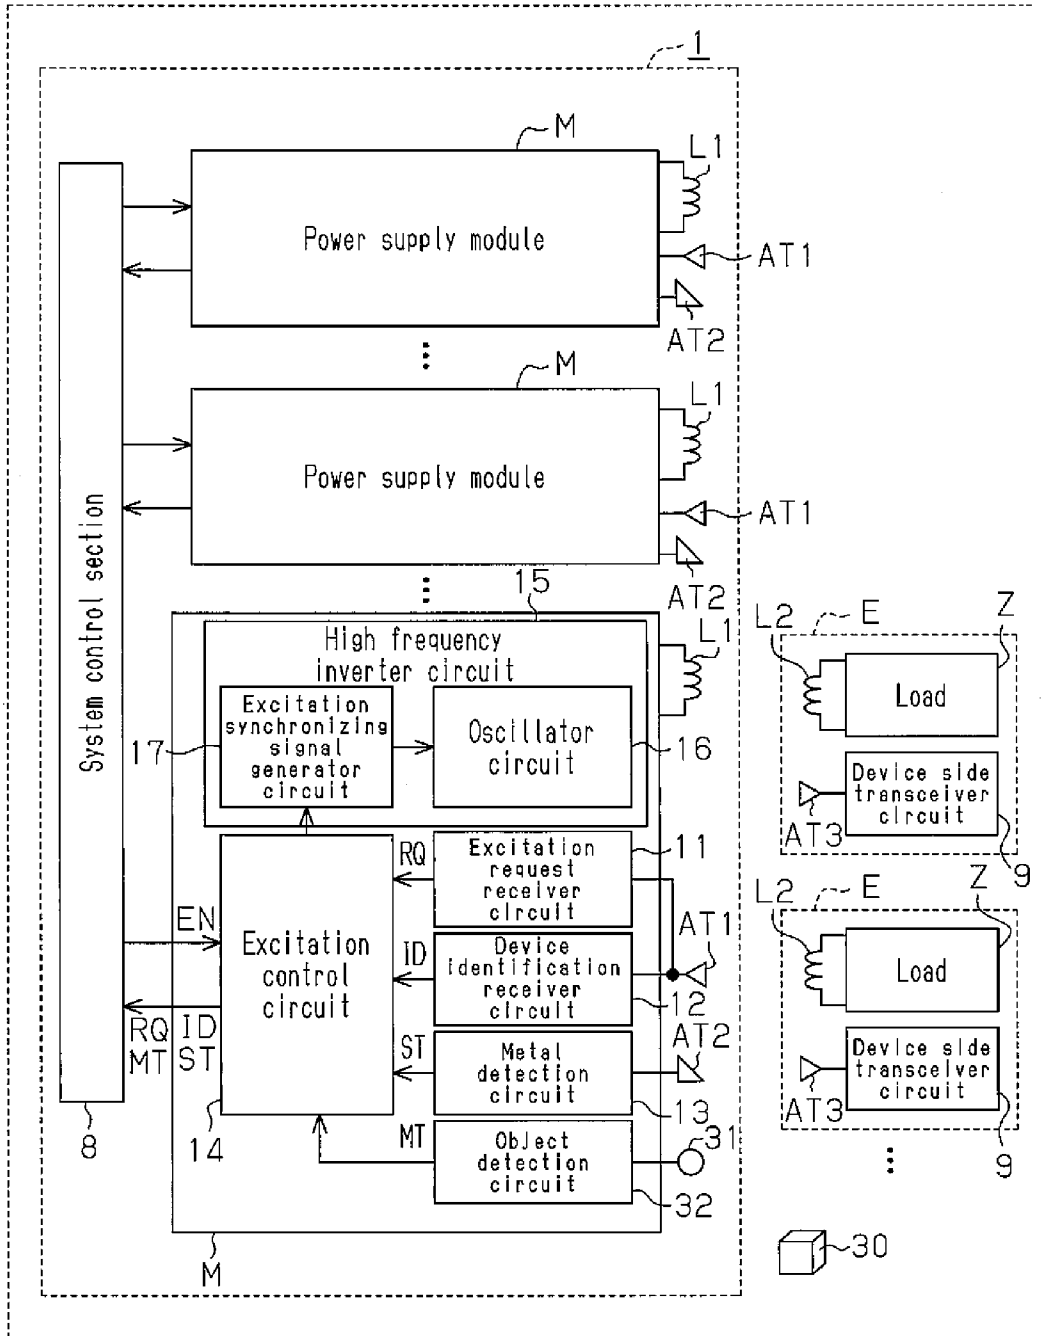 1
M
L1
Power supply module
AT1
AT2
M
L1
Power supply module
AT1
AT2
System control section
15
High frequency
inverter circuit
L1
Excitation
synchronizing
signal
generator
circuit
17
Oscillator
circuit
16
RQ
Excitation
request
receiver
circuit
11
EN
Excitation
control
circuit
ID
Device
identification
receiver
circuit
12
AT1
RQ
MT
ID
ST
ST
Metal
detection
circuit
13
AT2
8
14
MT
Object
detection
circuit
31
32
M
L2
E
Z
Load
Device side
transceiver
circuit
AT3
9
L2
E
Z
Load
Device side
transceiver
circuit
AT3
9
30